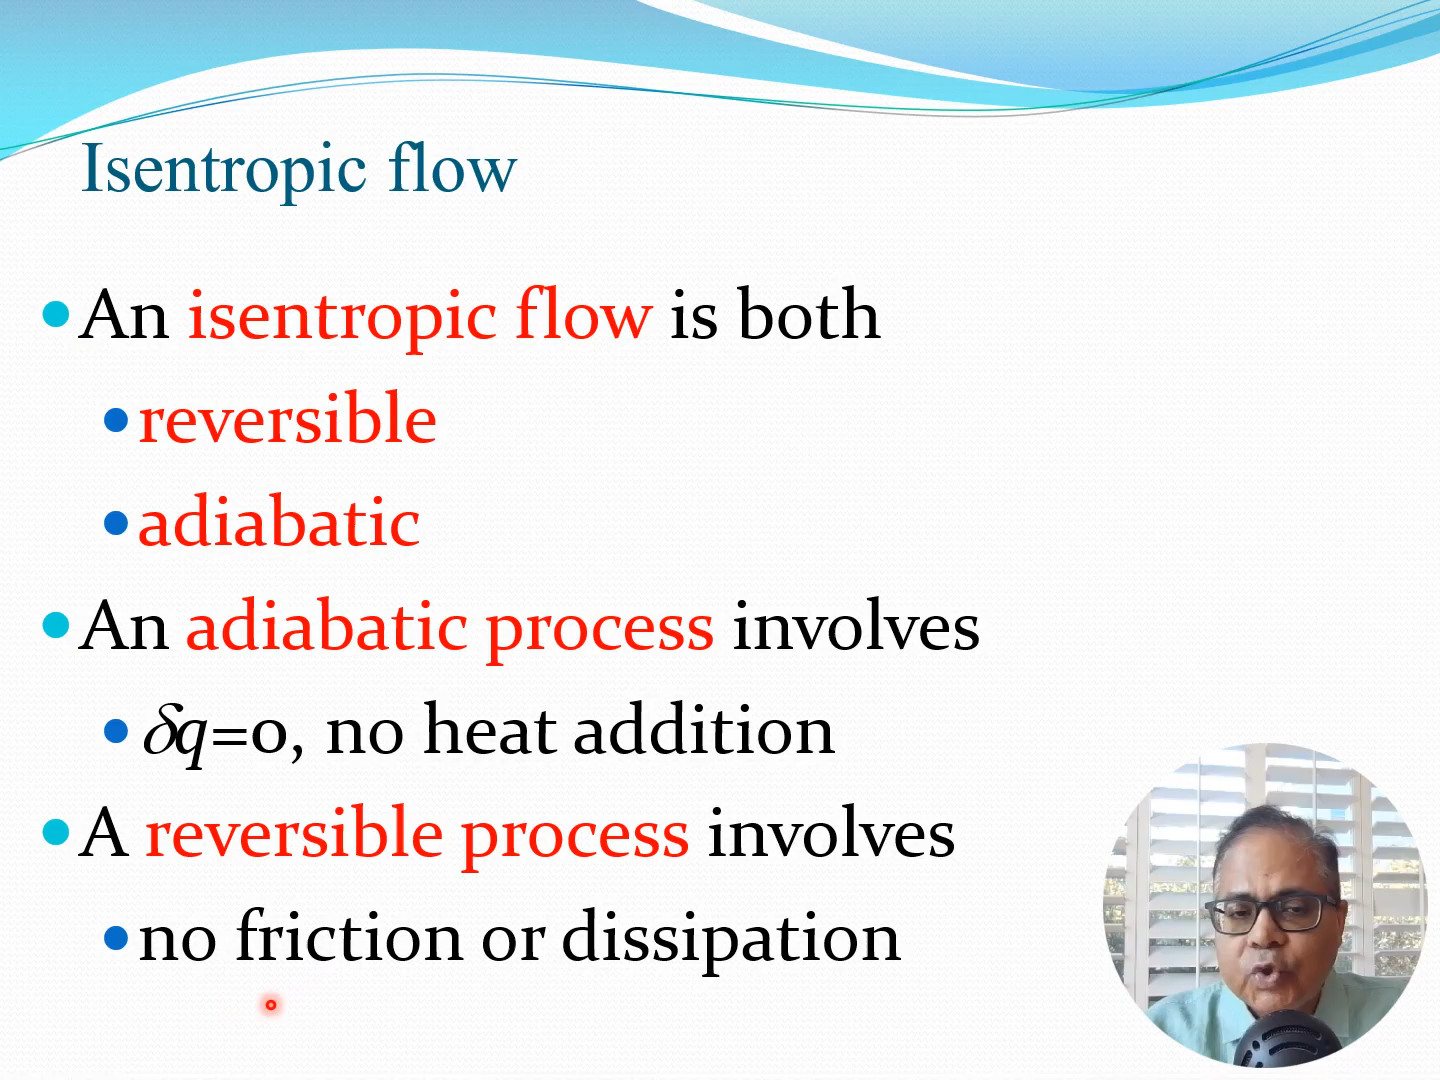 Isentropic flow
An isentropic flow is both
reversible
adiabatic
An adiabatic process involves
δq=0, no heat addition
A reversible process involves
no friction or dissipation